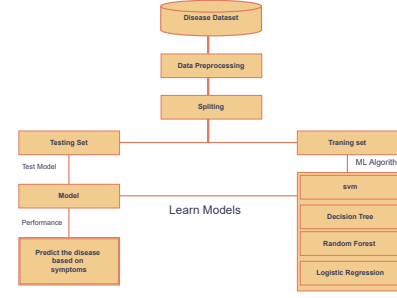 Disease Dataset
Data Preprocessing
Spliting
Testing Set
Traning set
Test Model
ML Algorith
Model
svm
Learn Models
Decision Tree
Performance
Random Forest
Predict the disease
based on
symptoms
Logistic Regression